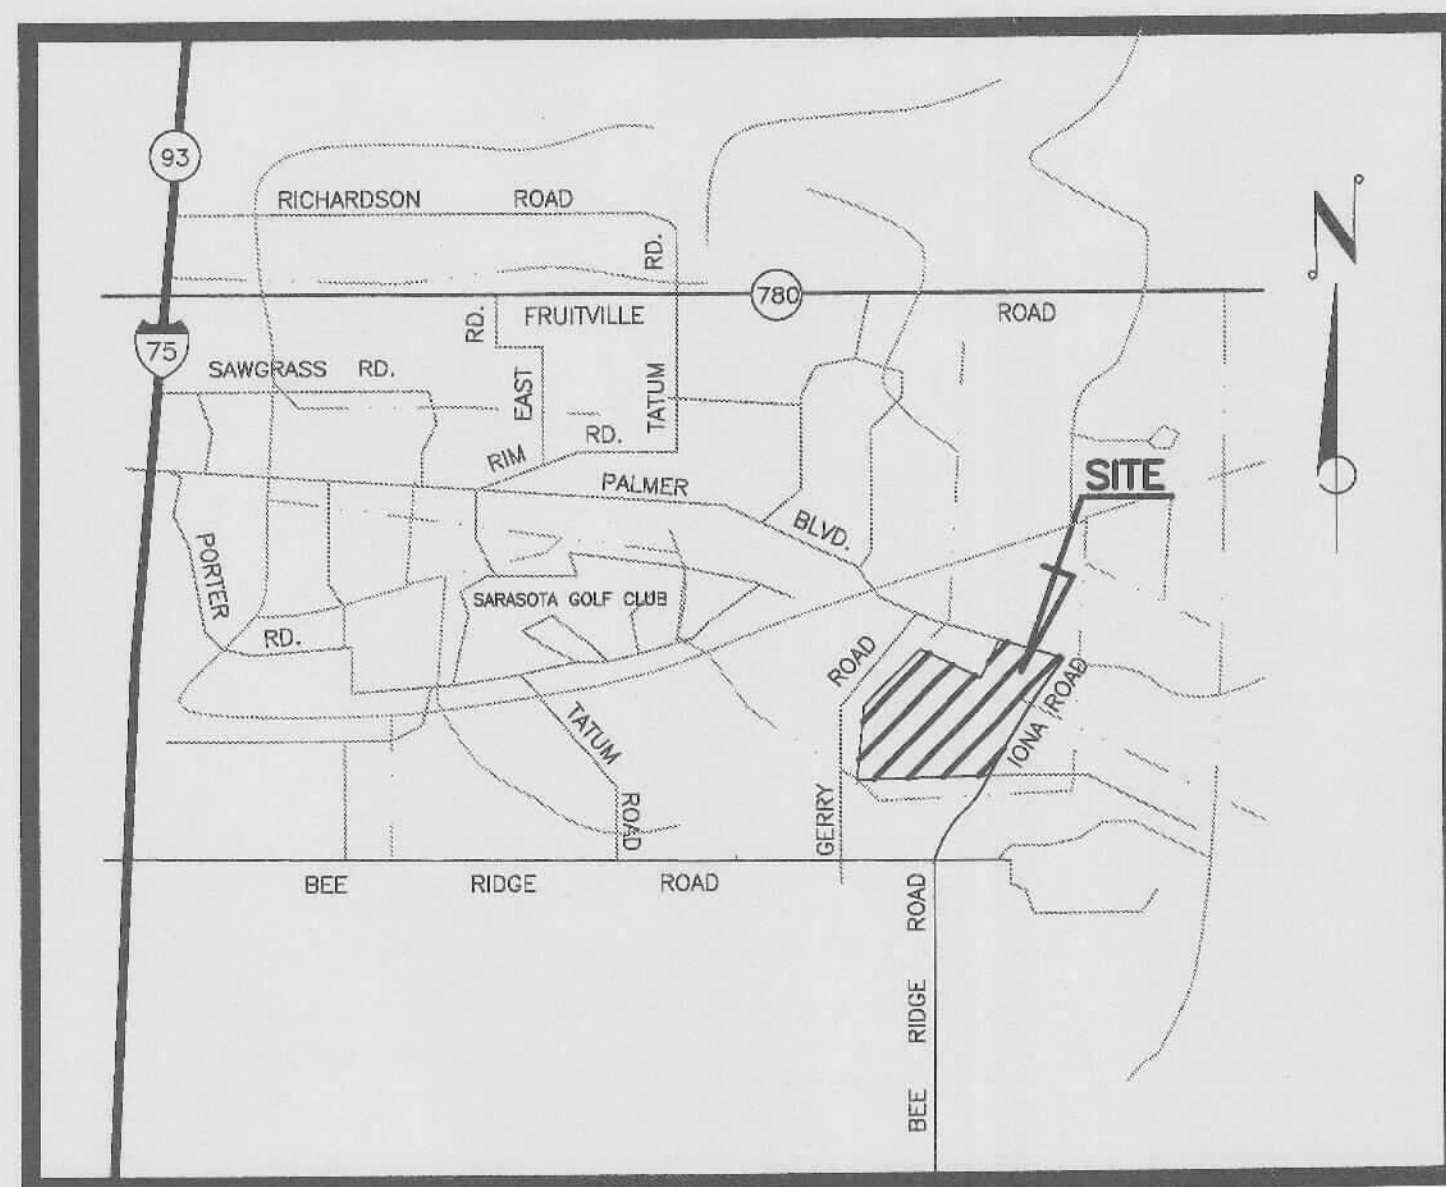 93
RICHARDSON ROAD
RD.
780
FRUITVILLE
ROAD
RD.
75
SAWGRASS RD.
EAST
TATUM
RD.
RIM
SITE
PALMER
BLVD.
PORTER
SARASOTA GOLF CLUB
RD.
ROAD
IONA ROAD
TATUM
ROAD
GERRY
BEE RIDGE ROAD
BEE RIDGE ROAD
N